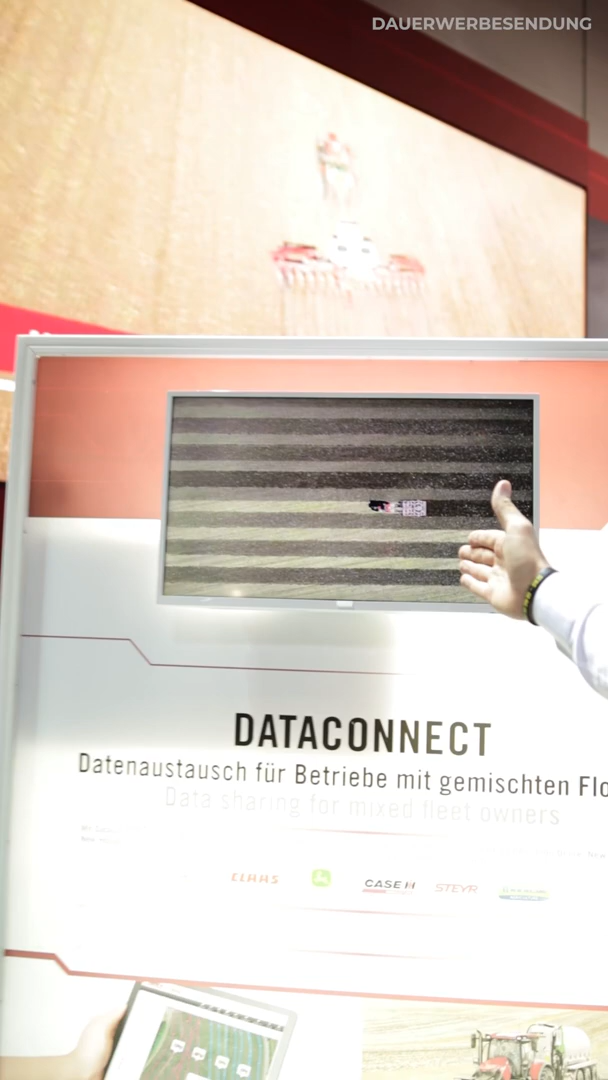 DAUERWERBESENDUNG
DATACONNECT
Datenaustausch für Betriebe mit gemischten Flo
Data sharing for mixed fleet owners
CLAAS
CASE IH
STEYR